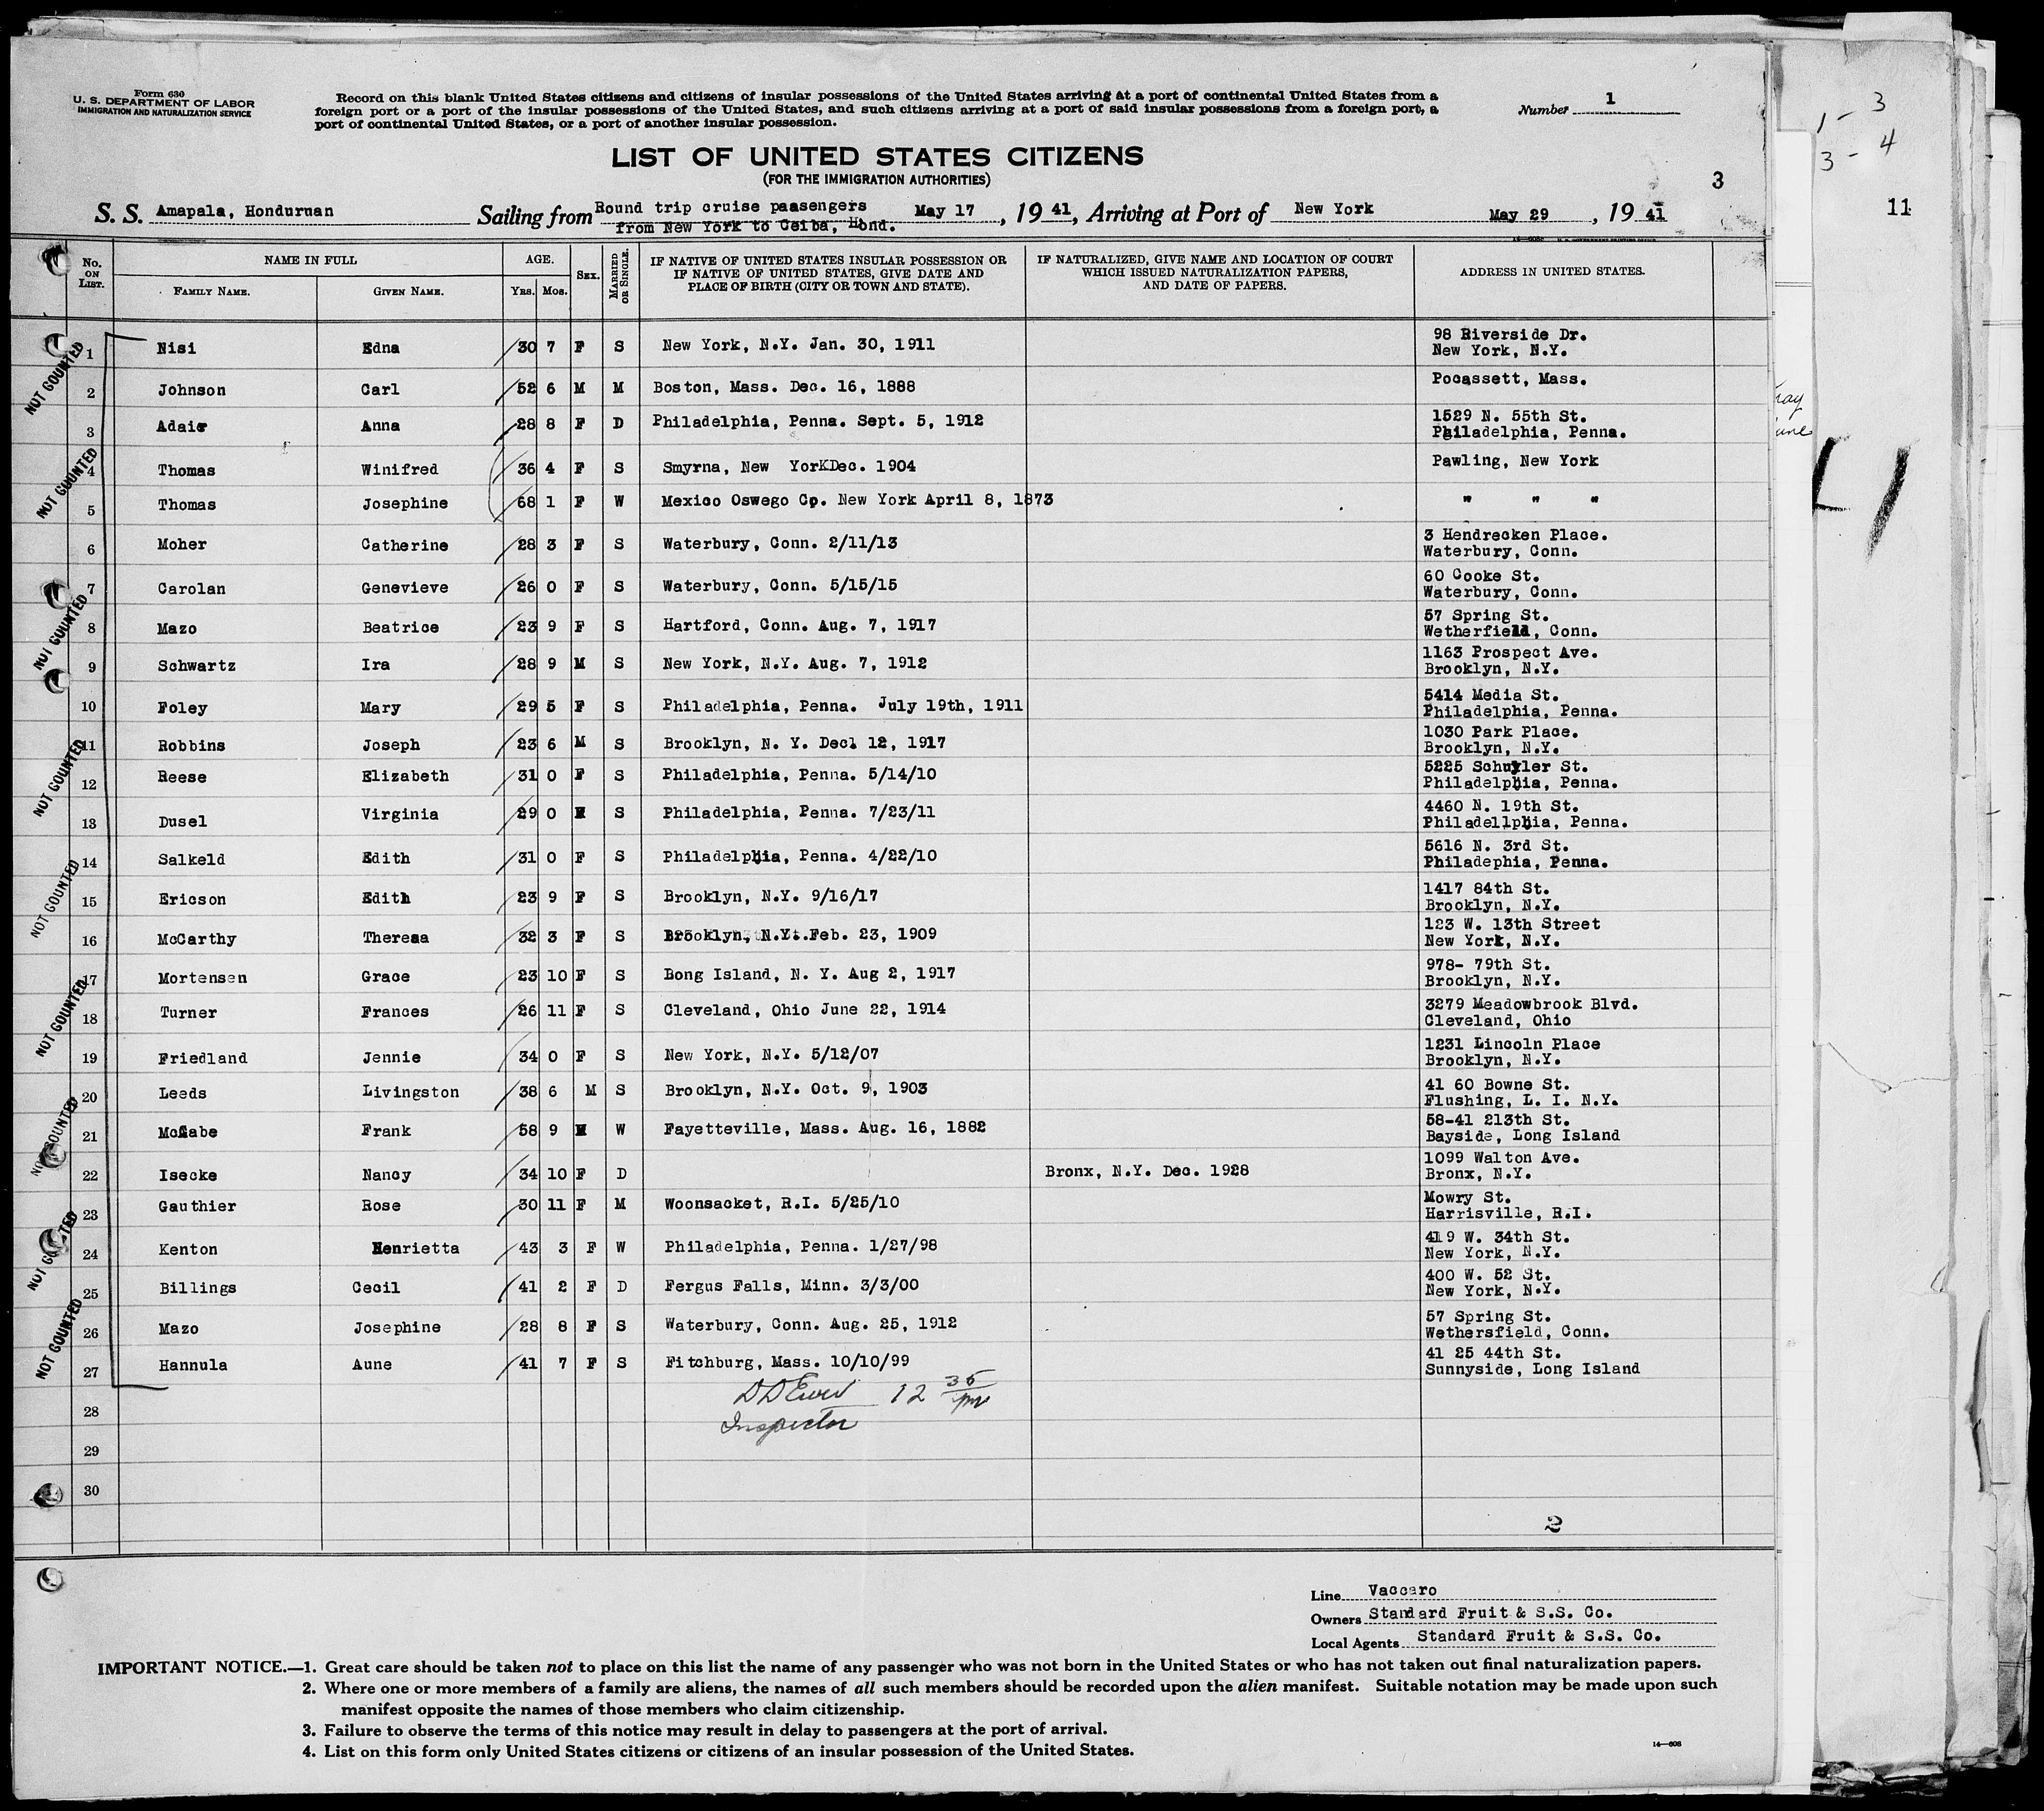 Form 630
U. S. DEPARTMENT OF LABOR
IMMIGRATION AND NATURALIZATION SERVICE
Record on this blank United States citizens and citizens of insular possessions of the United States arriving at a port of continental United States from a
foreign port or a port of the insular possessions of the United States, and such citizens arriving at a port of said insular possessions from a foreign port, a
port of continental United States, or a port of another insular possession.
Number 1
LIST OF UNITED STATES CITIZENS
(FOR THE IMMIGRATION AUTHORITIES)
3
S. S. Amapala, Honduruan Sailing from Round trip cruise paasengers from New York to Ceiba, Hond. May 17, 19 41, Arriving at Port of New York May 29, 19 41
No. ON LIST. NAME IN FULL AGE. SEX. MARRIED OR SINGLE. IF NATIVE OF UNITED STATES INSULAR POSSESSION OR IF NATIVE OF UNITED STATES, GIVE DATE AND PLACE OF BIRTH (CITY OR TOWN AND STATE). IF NATURALIZED, GIVE NAME AND LOCATION OF COURT WHICH ISSUED NATURALIZATION PAPERS, AND DATE OF PAPERS. ADDRESS IN UNITED STATES.
FAMILY NAME. GIVEN NAME. YRS. MOS.
1 Nisi Edna 30 7 F S New York, N.Y. Jan. 30, 1911 98 Riverside Dr. New York, N.Y.
2 Johnson Carl 52 6 M M Boston, Mass. Dec. 16, 1888 Pocassett, Mass.
3 Adair Anna 28 8 F D Philadelphia, Penna. Sept. 5, 1912 1529 N. 55th St. Philadelphia, Penna.
4 Thomas Winifred 36 4 F S Smyrna, New YorKDec. 1904 Pawling, New York
5 Thomas Josephine 68 1 F W Mexico Oswego Co. New York April 8, 1873 " " "
6 Moher Catherine 28 3 F S Waterbury, Conn. 2/11/13 3 Hendrecken Place. Waterbury, Conn.
7 Carolan Genevieve 26 0 F S Waterbury, Conn. 5/15/15 60 Cooke St. Waterbury, Conn.
8 Mazo Beatrice 23 9 F S Hartford, Conn. Aug. 7, 1917 57 Spring St. Wetherfield, Conn.
9 Schwartz Ira 28 9 M S New York, N.Y. Aug. 7, 1912 1163 Prospect Ave. Brooklyn, N.Y.
10 Foley Mary 29 5 F S Philadelphia, Penna. July 19th, 1911 5414 Media St. Philadelphia, Penna.
11 Robbins Joseph 23 6 M S Brooklyn, N. Y. Decl 12, 1917 1030 Park Place. Brooklyn, N.Y.
12 Reese Elizabeth 31 0 F S Philadelphia, Penna. 5/14/10 5225 Schuyler St. Philadelphia, Penna.
13 Dusel Virginia 29 0 S Philadelphia, Penna. 7/23/11 4460 N. 19th St. Philadellphia, Penna.
14 Salkeld Edith 31 0 F S Philadelphia, Penna. 4/22/10 5616 N. 3rd St. Philadephia, Penna.
15 Ericson Edith 23 9 F S Brooklyn, N.Y. 9/16/17 1417 84th St. Brooklyn, N.Y.
16 McCarthy Theresa 32 3 F S Brooklyn, N.Y. Feb. 23, 1909 123 W. 13th Street New York, N.Y.
17 Mortensen Grace 23 10 F S Bong Island, N. Y. Aug 2, 1917 978- 79th St. Brooklyn, N.Y.
18 Turner Frances 26 11 F S Cleveland, Ohio June 22, 1914 3279 Meadowbrook Blvd. Cleveland, Ohio
19 Friedland Jennie 34 0 F S New York, N.Y. 5/12/07 1231 Lincoln Place Brooklyn, N.Y.
20 Leeds Livingston 38 6 M S Brooklyn, N.Y. Oct. 9, 1903 41 60 Bowne St. Flushing, L. I. N.Y.
21 McCabe Frank 58 9 M W Fayetteville, Mass. Aug. 16, 1882 58-41 213th St. Bayside, Long Island
22 Isecke Nancy 34 10 F D Bronx, N.Y. Dec. 1928 1099 Walton Ave. Bronx, N.Y.
23 Gauthier Rose 30 11 F M Woonsacket, R.I. 5/25/10 Mowry St. Harrisville, R.I.
24 Kenton Henrietta 43 3 F W Philadelphia, Penna. 1/27/98 419 W. 34th St. New York, N.Y.
25 Billings Cecil 41 2 F D Fergus Falls, Minn. 3/3/00 400 W. 52 St. New York, N.Y.
26 Mazo Josephine 28 8 F S Waterbury, Conn. Aug. 25, 1912 57 Spring St. Wethersfield, Conn.
27 Hannula Aune 41 7 F S Fitchburg, Mass. 10/10/99 41 25 44th St. Sunnyside, Long Island
12 35 pm
28 Inspector
29
30
2
NOT COUNTED
NOT COUNTED
NOT COUNTED
NOT COUNTED
NOT COUNTED
NOT COUNTED
NOT COUNTED
NOT COUNTED
NOT COUNTED
Line Vaccaro
Owners Standard Fruit & S.S. Co.
Local Agents Standard Fruit & S.S. Co.
IMPORTANT NOTICE.—1. Great care should be taken not to place on this list the name of any passenger who was not born in the United States or who has not taken out final naturalization papers.
2. Where one or more members of a family are aliens, the names of all such members should be recorded upon the alien manifest. Suitable notation may be made upon such
manifest opposite the names of those members who claim citizenship.
3. Failure to observe the terms of this notice may result in delay to passengers at the port of arrival.
4. List on this form only United States citizens or citizens of an insular possession of the United States.
14—608
1 - 3
3 - 4
11